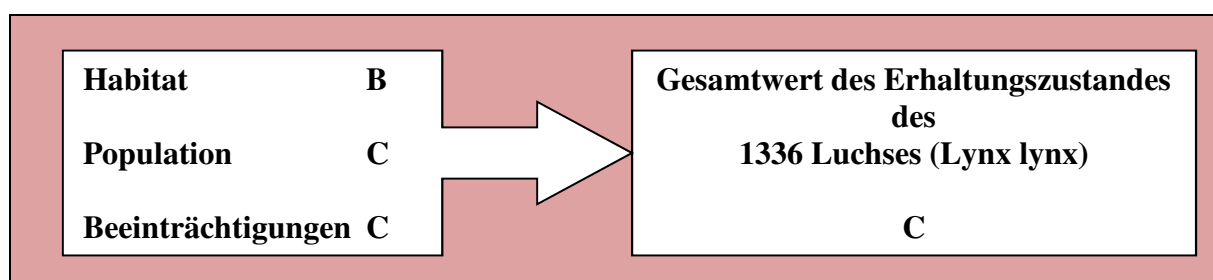 Habitat B
Population C
Beeinträchtigungen C
Gesamtwert des Erhaltungszustandes
des
1336 Luchses (Lynx lynx)
C